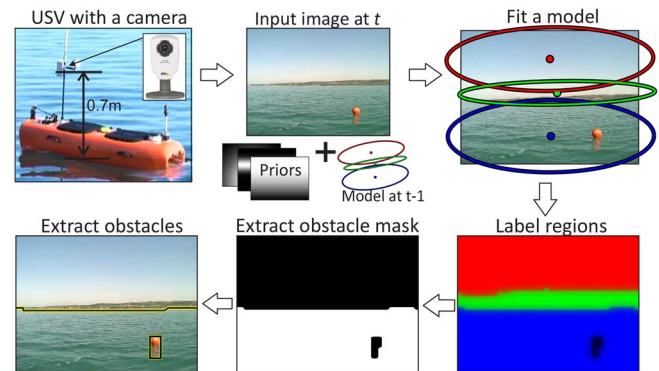 USV with a camera
Input image at t
Fit a model
0.7m
Priors
+
Model at t-1
Extract obstacles
Extract obstacle mask
Label regions